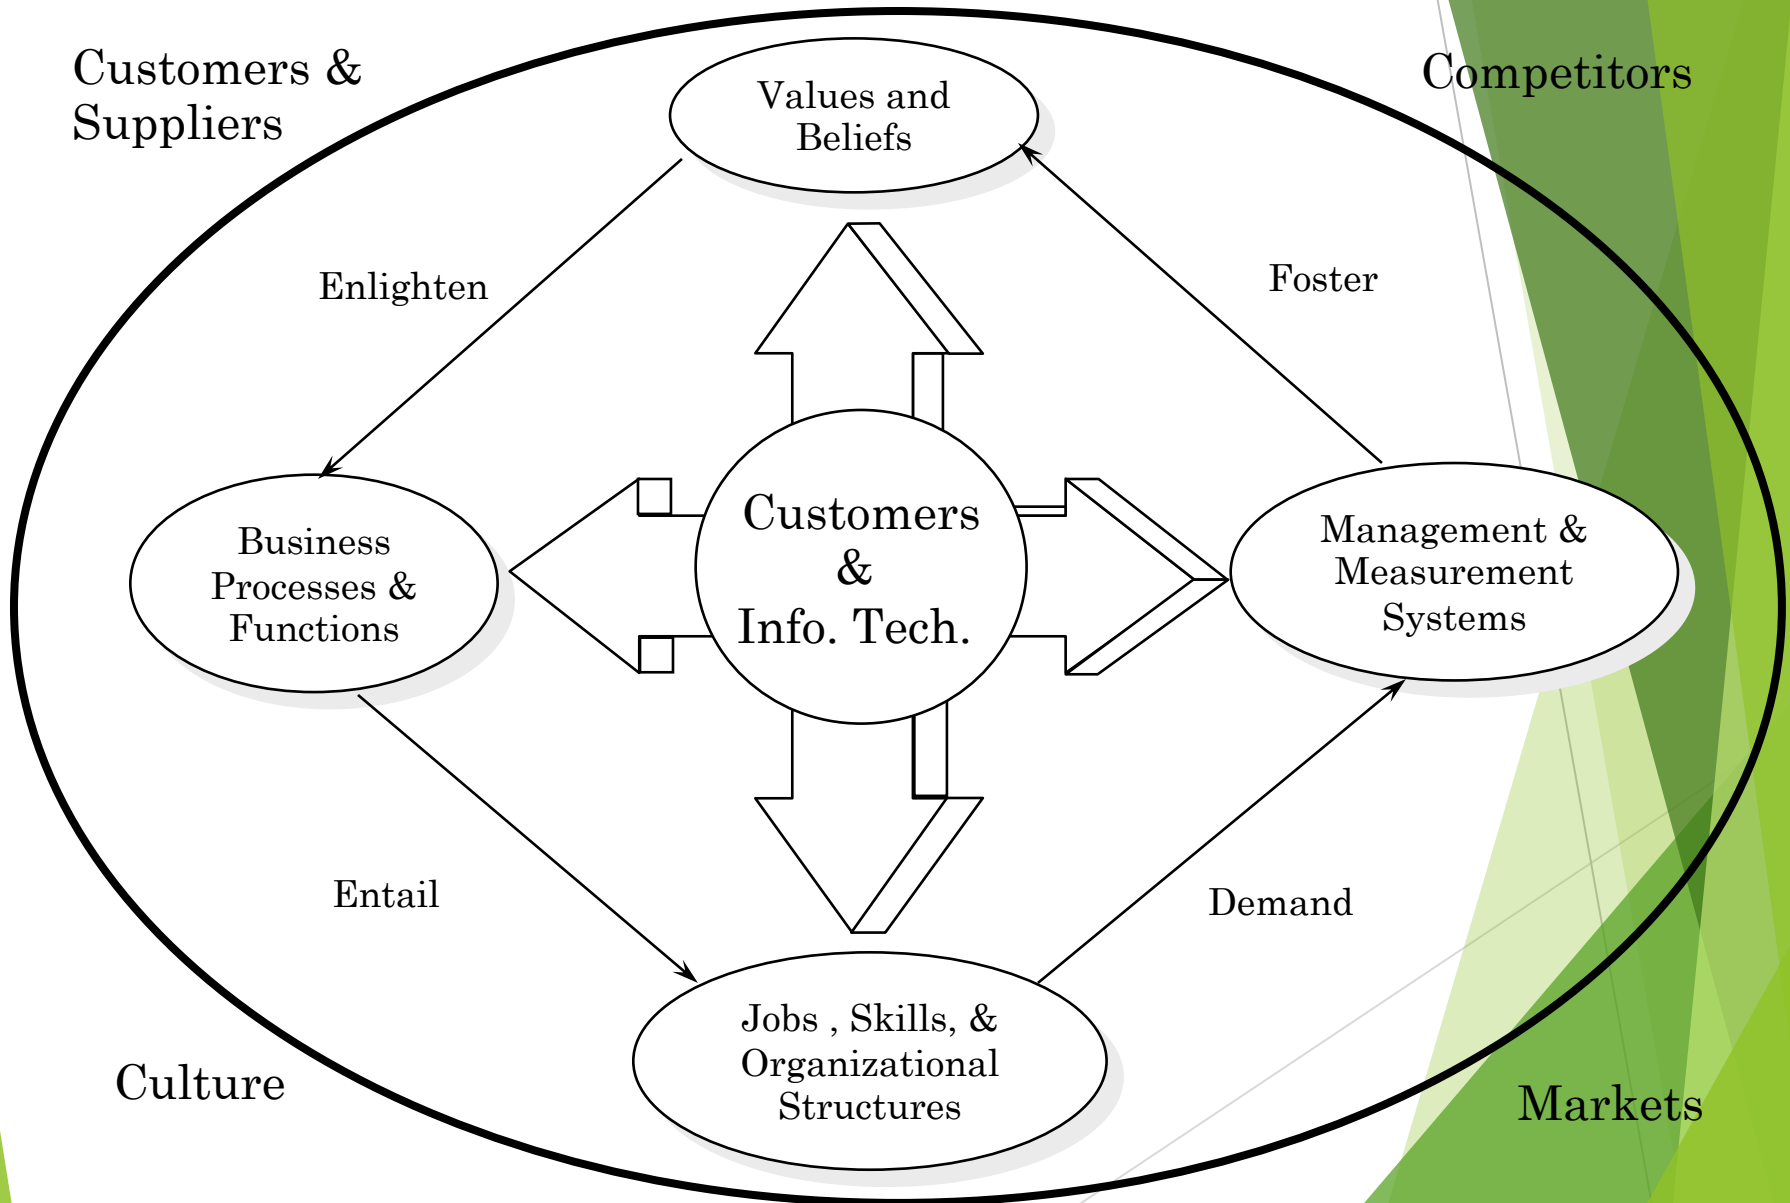 Customers &
Suppliers
Competitors
Values and
Beliefs
Enlighten
Foster
Customers
&
Info. Tech.
Business
Processes &
Functions
Management &
Measurement
Systems
Entail
Demand
Jobs , Skills, &
Organizational
Structures
Culture
Markets